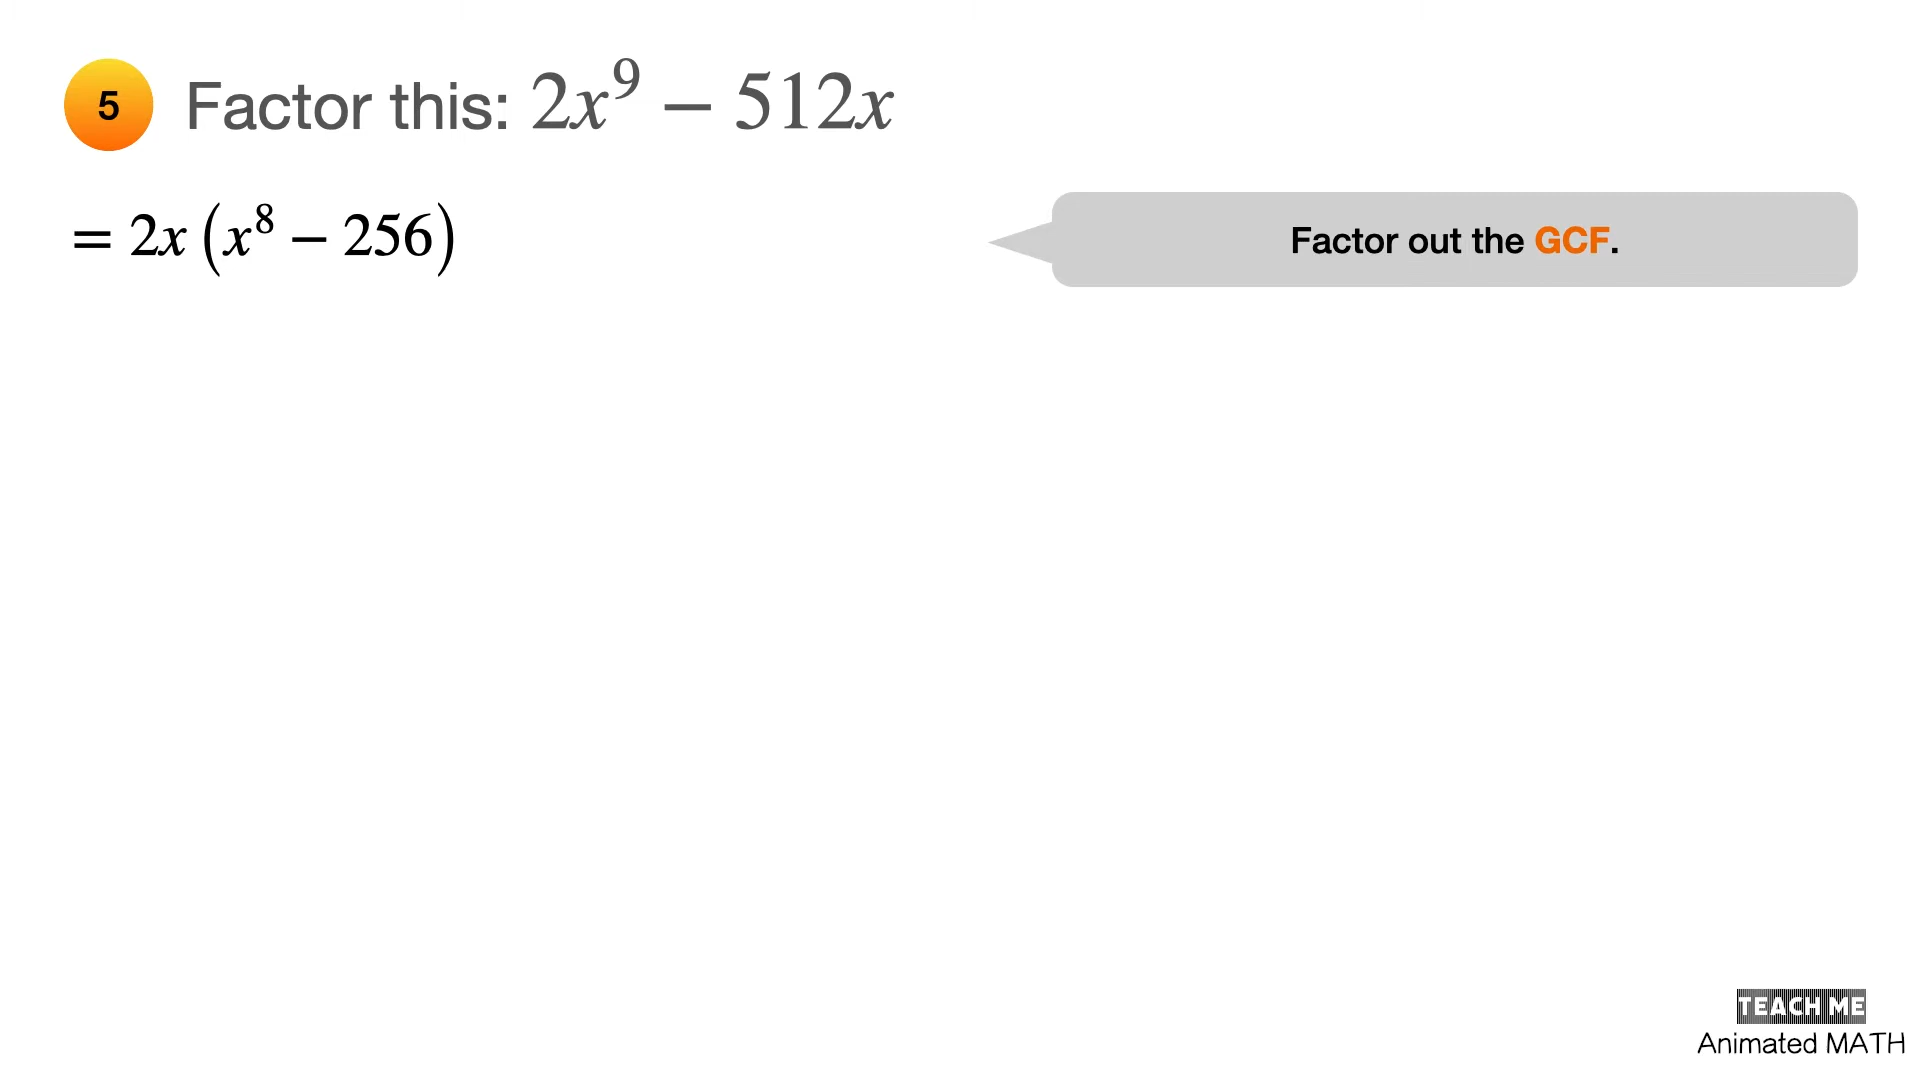 5 Factor this: 2x⁹ − 512x
= 2x (x⁸ − 256)
Factor out the GCF.
TEACH ME
Animated MATH